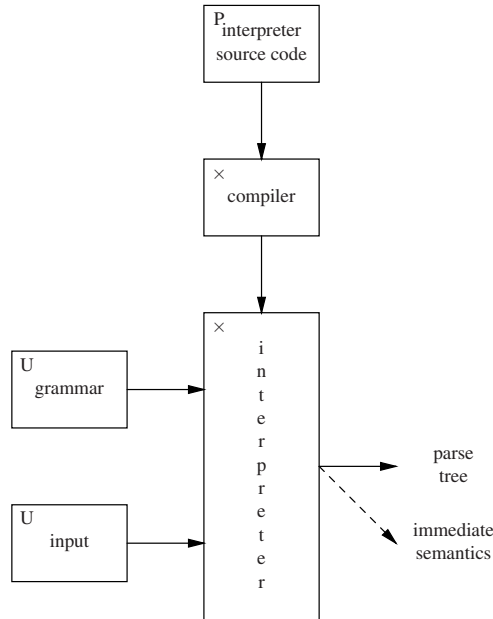 P
interpreter
source code
×
compiler
×
i
n
t
e
r
p
r
e
t
e
r
U
grammar
U
input
parse
tree
immediate
semantics